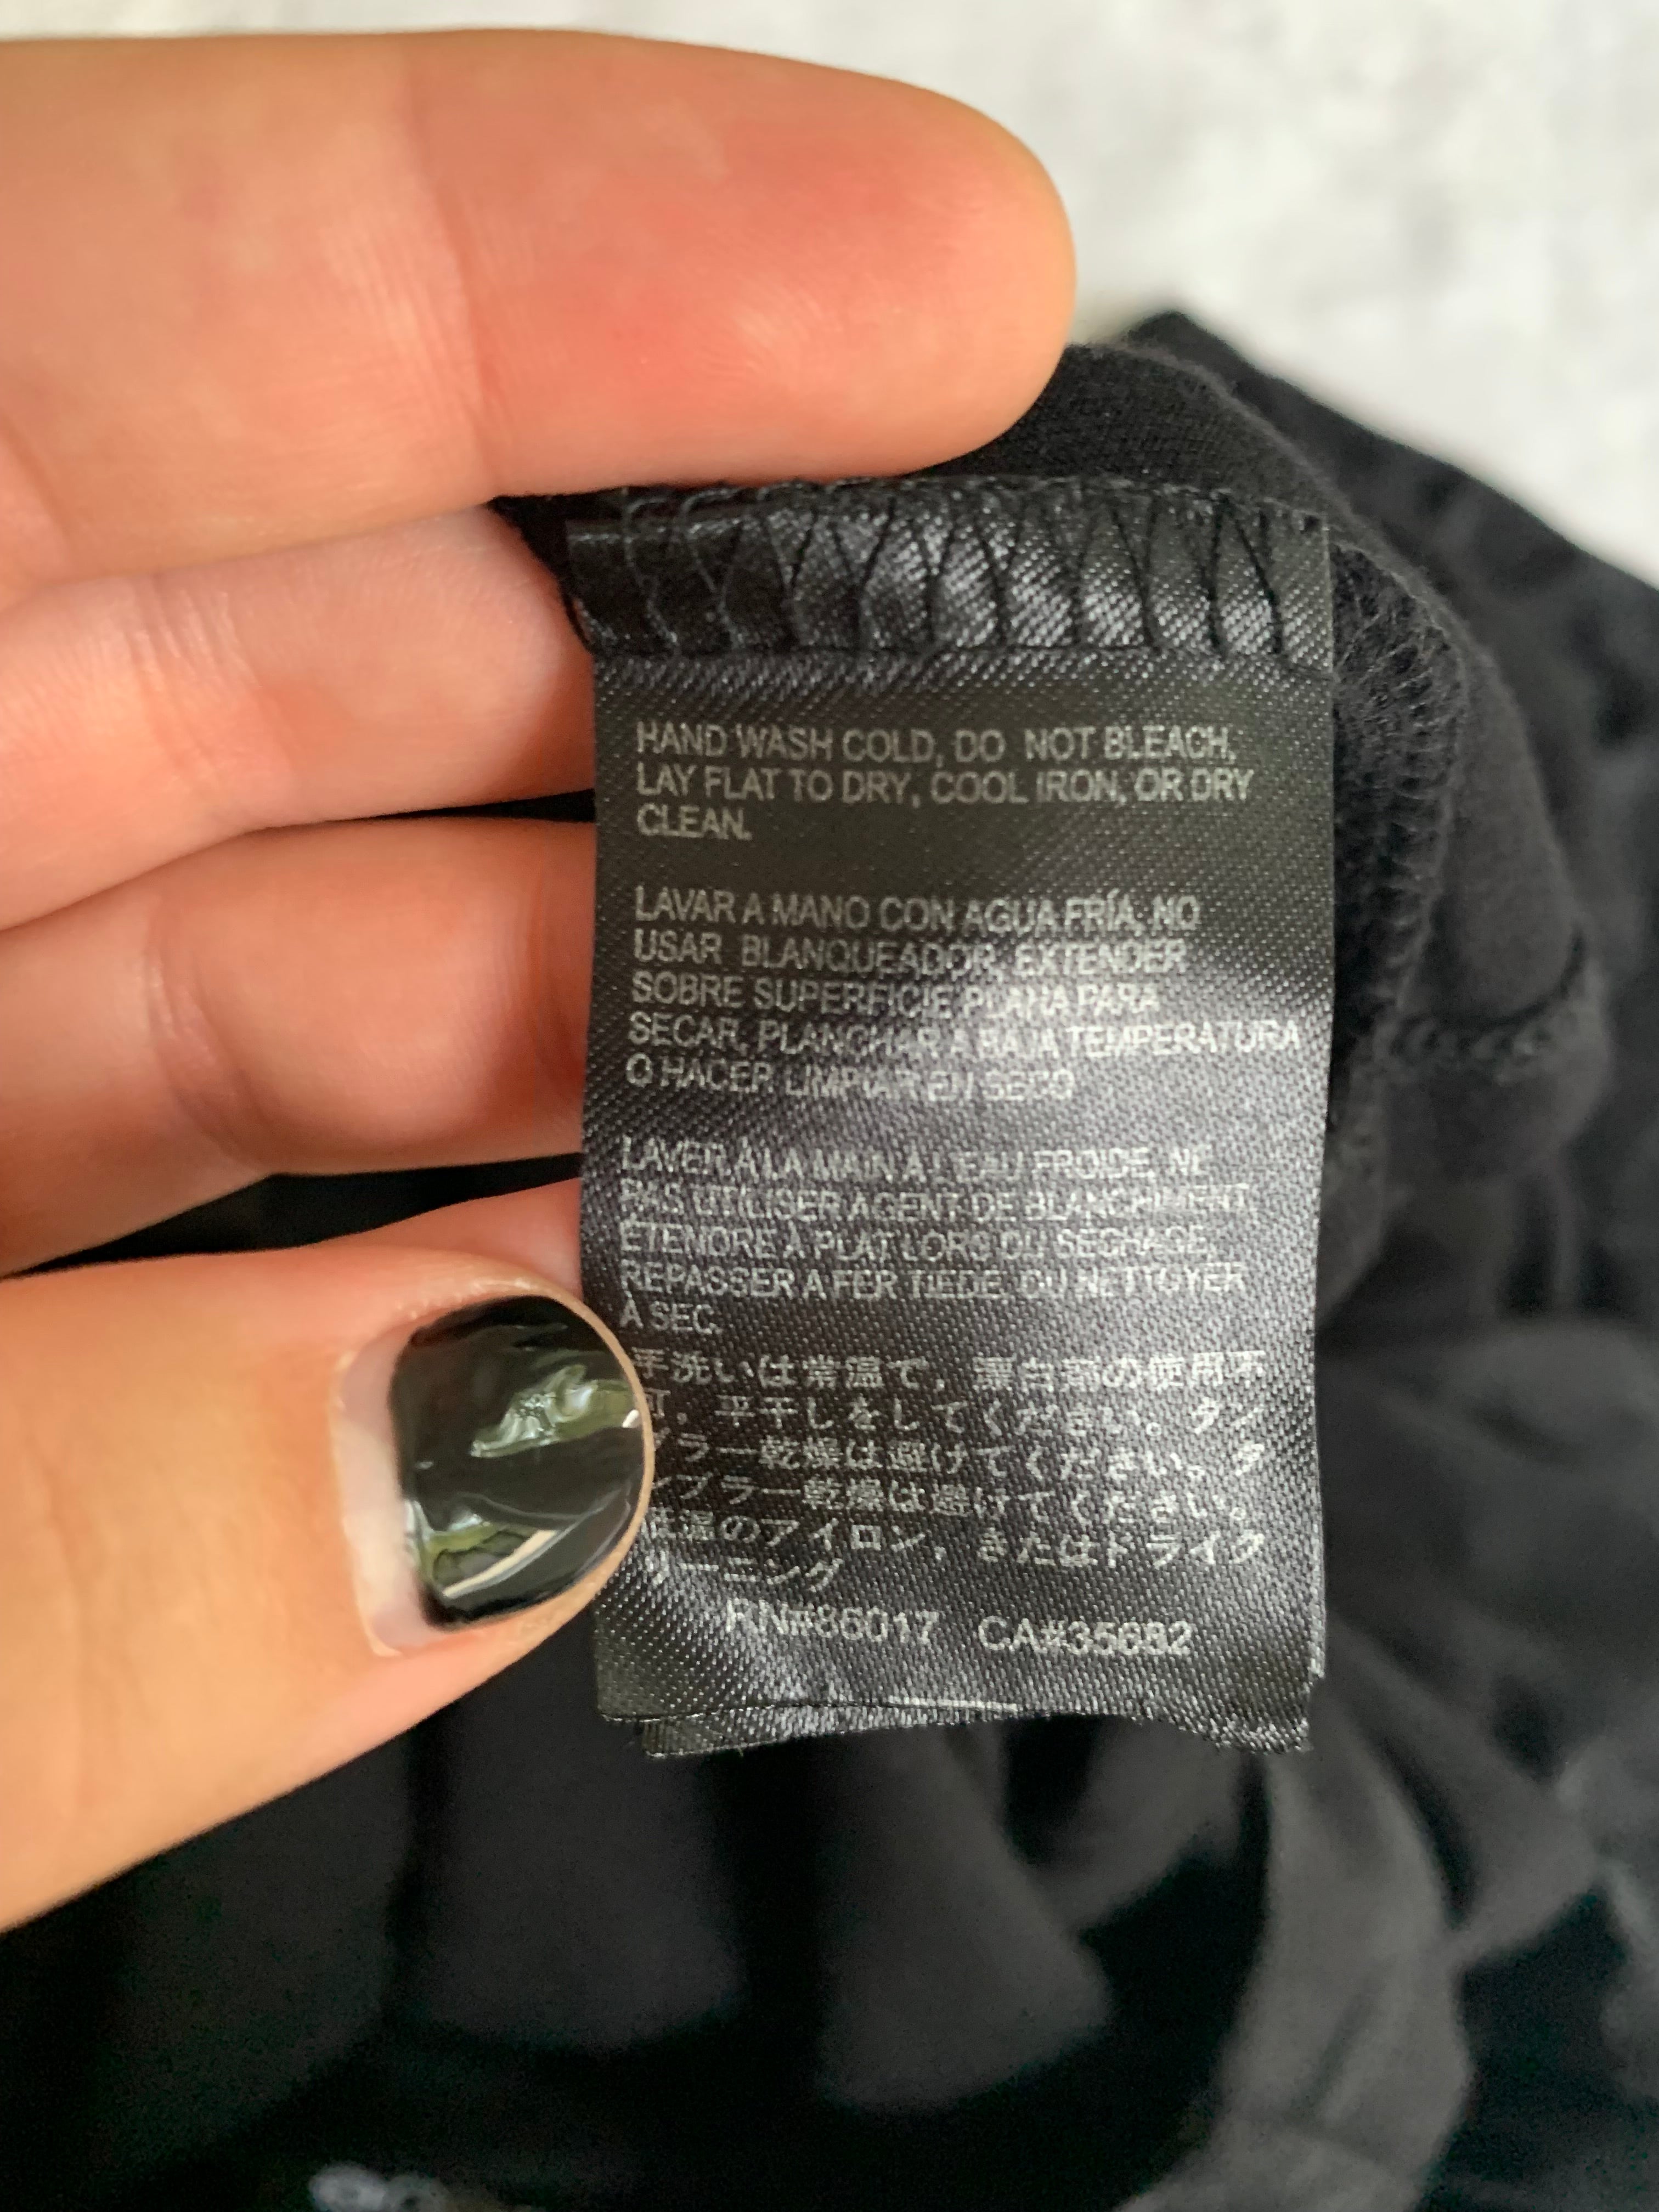 HAND WASH COLD, DO NOT BLEACH,
LAY FLAT TO DRY, COOL IRON, OR DRY
CLEAN.
LAVAR A MANO CON AGUA FRÍA, NO
USAR BLANQUEADOR, EXTENDER
SOBRE SUPERFICIE PLANA PARA
SECAR, PLANCHAR A BAJA TEMPERATURA
O HACER LIMPIAR EN SECO
LAVER À LA MAIN À L'EAU FROIDE, NE
PAS UTILISER AGENT DE BLANCHIMENT,
ÉTENDRE À PLAT LORS DU SÉCHAGE,
REPASSER A FER TIEDE, OU NETTOYER
À SEC.
手洗いは常温で，漂白剤の使用不
可，平干しをしてください。タン
ブラー乾燥は避けてください。タ
ンブラー乾燥は避けてください。
低温のアイロン，またはドライク
リーニング
RN#86017 CA#35682